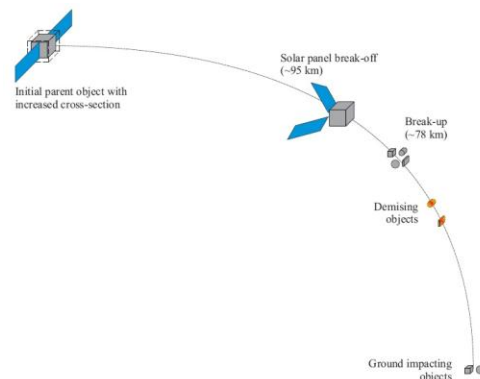 Initial parent object with
increased cross-section
Solar panel break-off
(~95 km)
Break-up
(~78 km)
Demising
objects
Ground impacting
objects